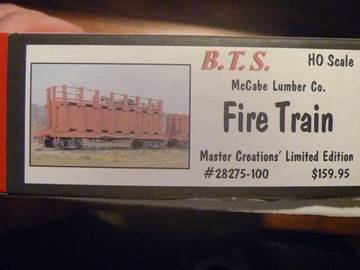 B.T.S. HO Scale
McCabe Lumber Co.
Fire Train
Master Creations' Limited Edition
#28275-100 $159.95